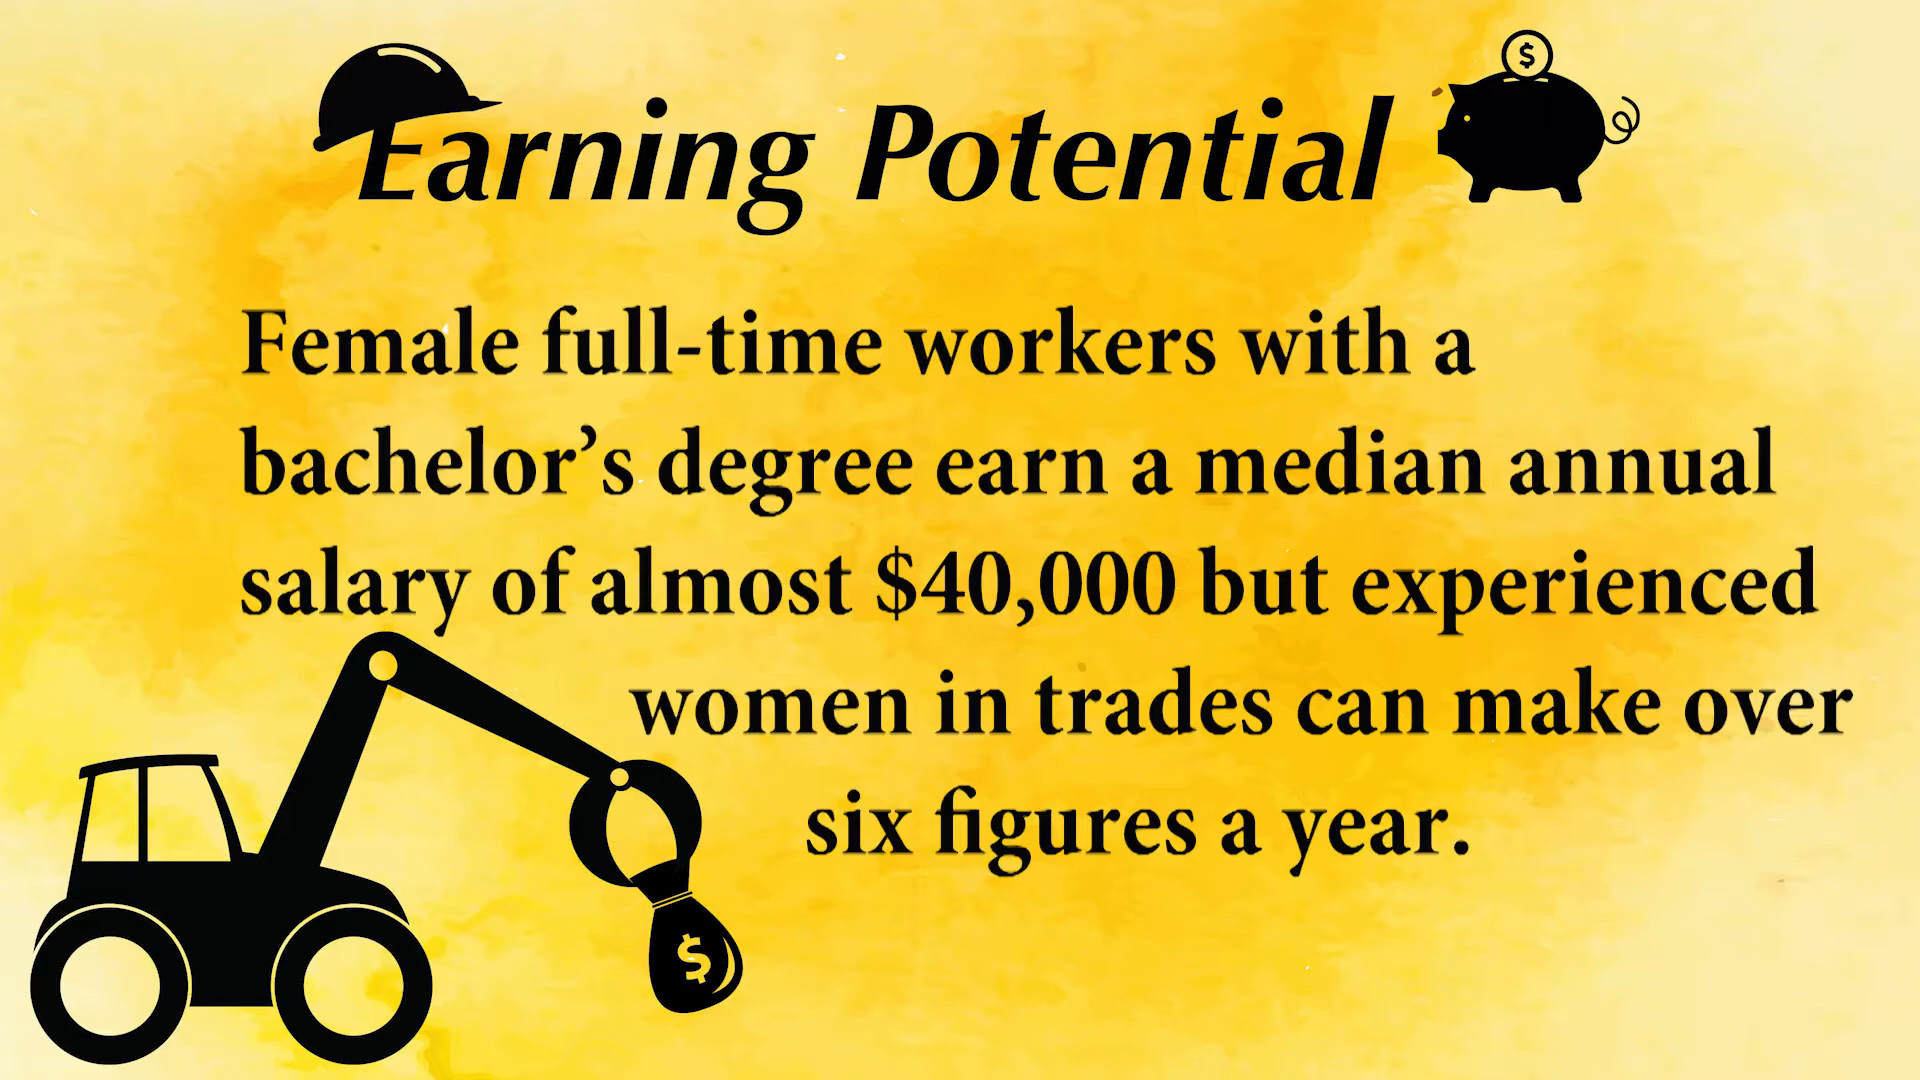 $
Earning Potential
Female full-time workers with a
bachelor’s degree earn a median annual
salary of almost $40,000 but experienced
women in trades can make over
six figures a year.
$